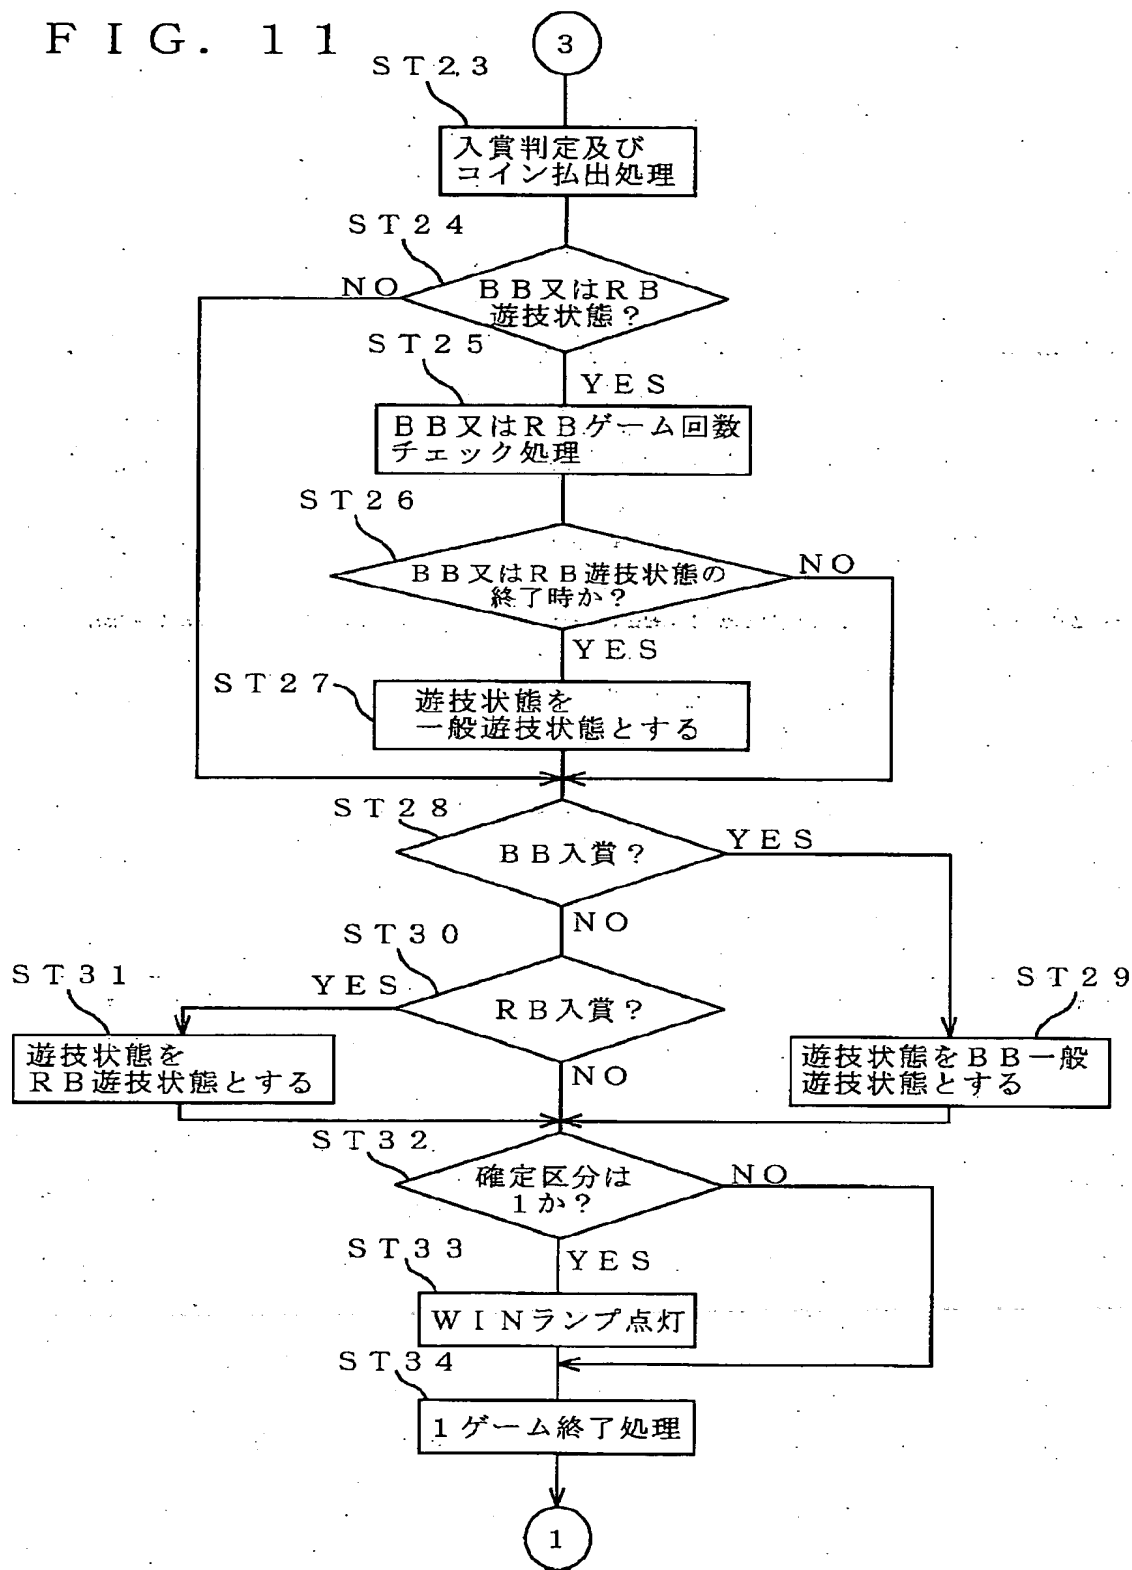 FIG. 11
3
ST23
入賞判定及び
コイン払出処理
ST24
NO
BB又はRB
遊技状態?
ST25
YES
BB又はRBゲーム回数
チェック処理
ST26
BB又はRB遊技状態の
終了時か?
NO
YES
ST27
遊技状態を
一般遊技状態とする
ST28
BB入賞?
YES
NO
ST30
YES
RB入賞?
ST31
遊技状態を
RB遊技状態とする
NO
ST29
遊技状態をBB一般
遊技状態とする
ST32
確定区分は
1か?
NO
ST33
YES
WINランプ点灯
ST34
1ゲーム終了処理
1